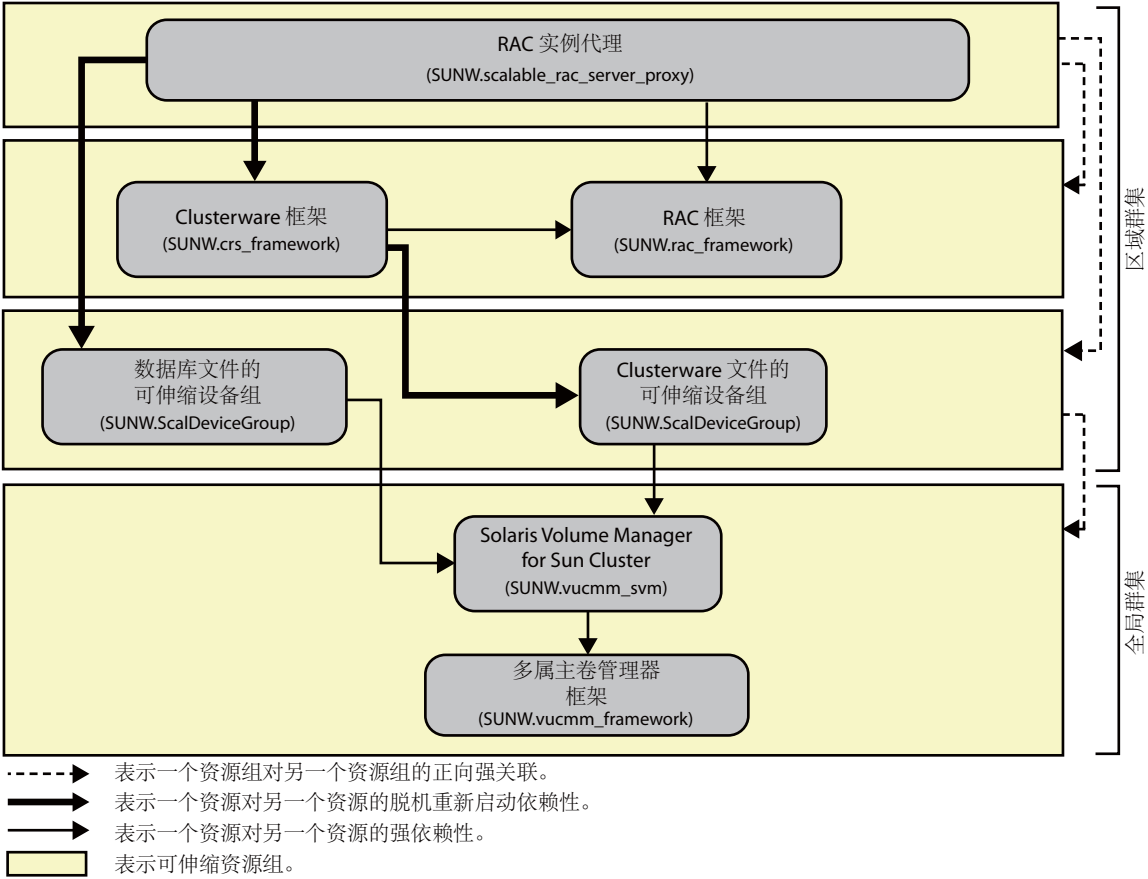 RAC 实例代理
(SUNW.scalable_rac_server_proxy)
Clusterware 框架
(SUNW.crs_framework)
RAC 框架
(SUNW.rac_framework)
区域群集
数据库文件的
可伸缩设备组
(SUNW.ScalDeviceGroup)
Clusterware 文件的
可伸缩设备组
(SUNW.ScalDeviceGroup)
Solaris Volume Manager
for Sun Cluster
(SUNW.vucmm_svm)
多属主卷管理器
框架
(SUNW.vucmm_framework)
全局群集
表示一个资源组对另一个资源组的正向强关联。
表示一个资源对另一个资源的脱机重新启动依赖性。
表示一个资源对另一个资源的强依赖性。
表示可伸缩资源组。